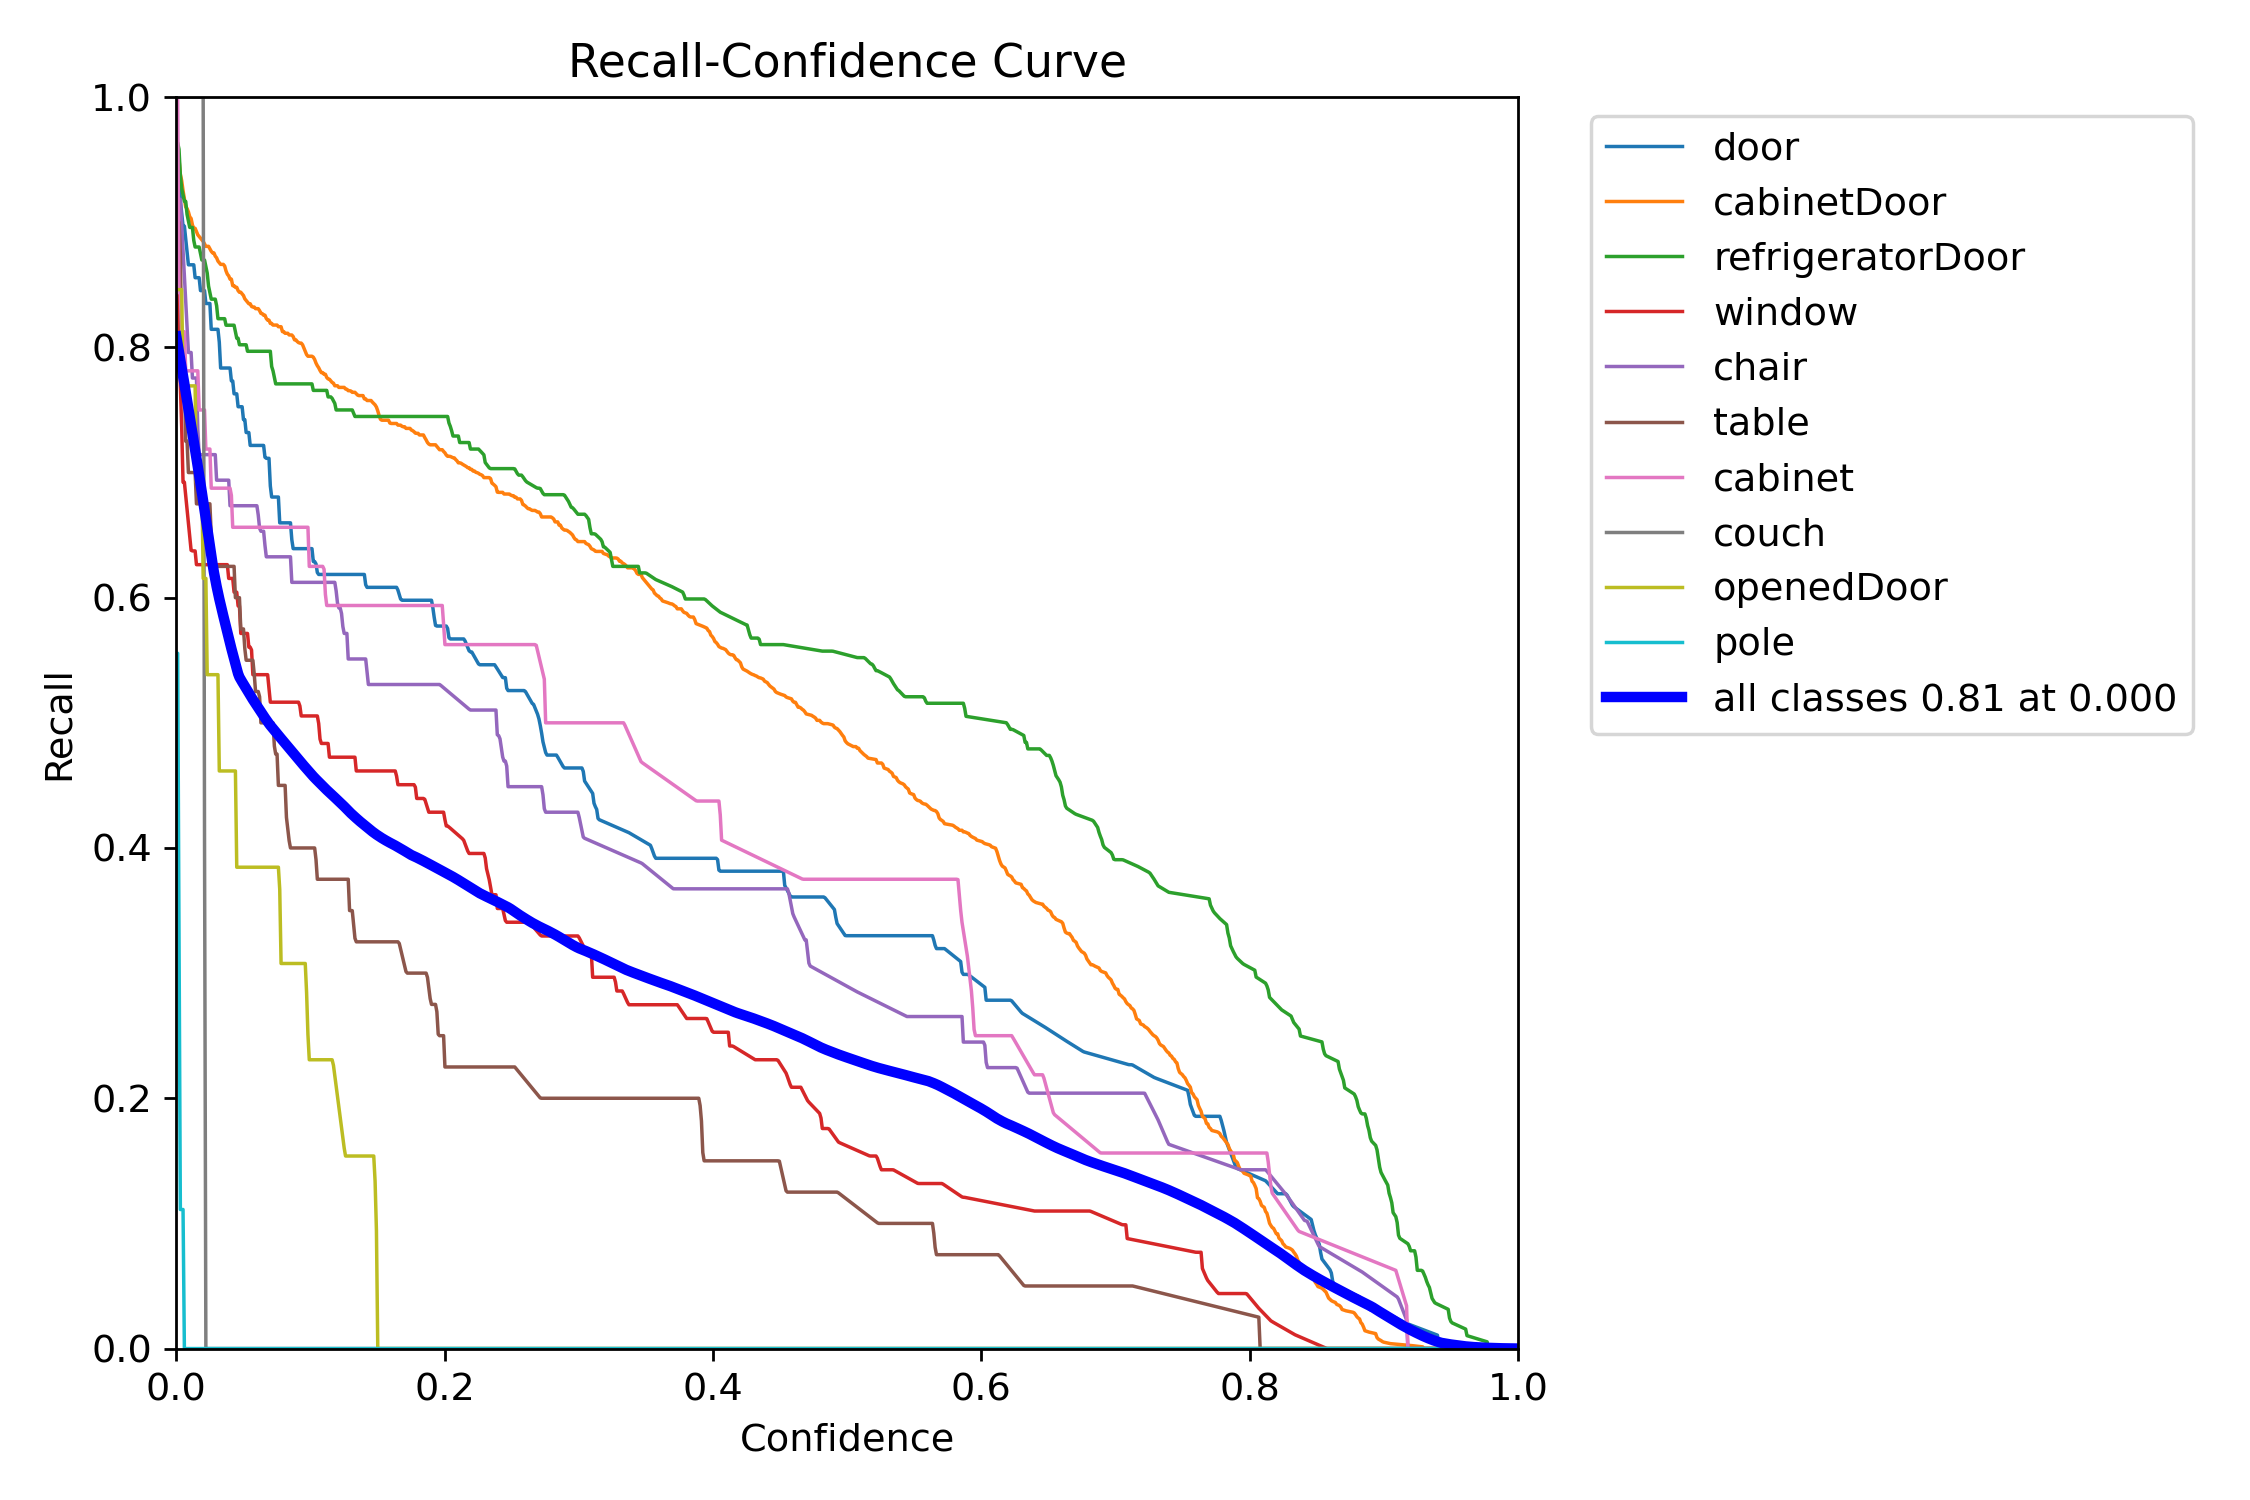 Recall-Confidence Curve
1.0
0.8
0.6
0.4
0.2
0.0
Recall
0.0 0.2 0.4 0.6 0.8 1.0
Confidence
door
cabinetDoor
refrigeratorDoor
window
chair
table
cabinet
couch
openedDoor
pole
all classes 0.81 at 0.000